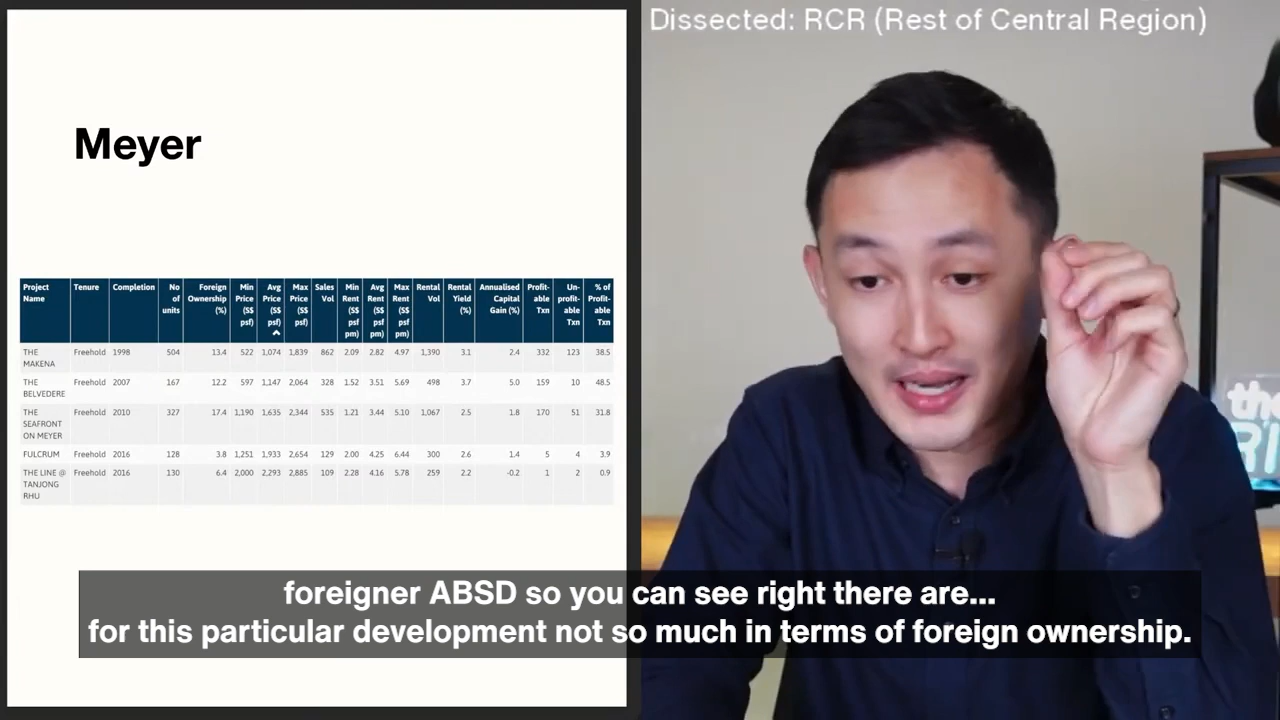 Dissected: RCR (Rest of Central Region)
Meyer
Project Name Tenure Completion No of units Foreign Ownership (%) Min Price (S$ psf) Avg Price (S$ psf) Max Price (S$ psf) Sales Vol Min Rent (S$ psf pm) Avg Rent (S$ psf pm) Max Rent (S$ psf pm) Rental Vol Rental Yield (%) Annualised Capital Gain (%) Profit-able Txn Un-profit-able Txn % of Profit-able Txn
THE MAKENA Freehold 1998 504 13.4 522 1,074 1,839 862 2.09 2.82 4.97 1,390 3.1 2.4 332 123 38.5
THE BELVEDERE Freehold 2007 167 12.2 597 1,147 2,064 328 1.52 3.51 5.69 498 3.7 5.0 159 10 48.5
THE SEAFRONT ON MEYER Freehold 2010 327 17.4 1,190 1,635 2,344 535 1.21 3.44 5.10 1,067 2.5 1.8 170 51 31.8
FULCRUM Freehold 2016 128 3.8 1,251 1,933 2,654 129 2.00 4.25 6.44 300 2.6 1.4 5 4 3.9
THE LINE @ TANJONG RHU Freehold 2016 130 6.4 2,000 2,293 2,885 109 2.28 4.16 5.78 259 2.2 -0.2 1 2 0.9
foreigner ABSD so you can see right there are...
for this particular development not so much in terms of foreign ownership.